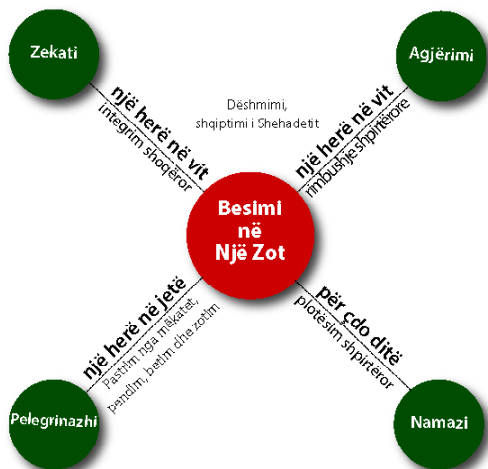 Zekati
Agjërimi
një herë në vit
integrim shoqëror
Dëshmimi,
shqiptimi i Shehadetit
një herë në vit
rimbushje shpirtërore
Besimi
në
Një Zot
një herë në jetë
Pastrim nga mëkatet,
pendim, betim dhe zotim
për çdo ditë
plotësim shpirtëror
Pelegrinazhi
Namazi